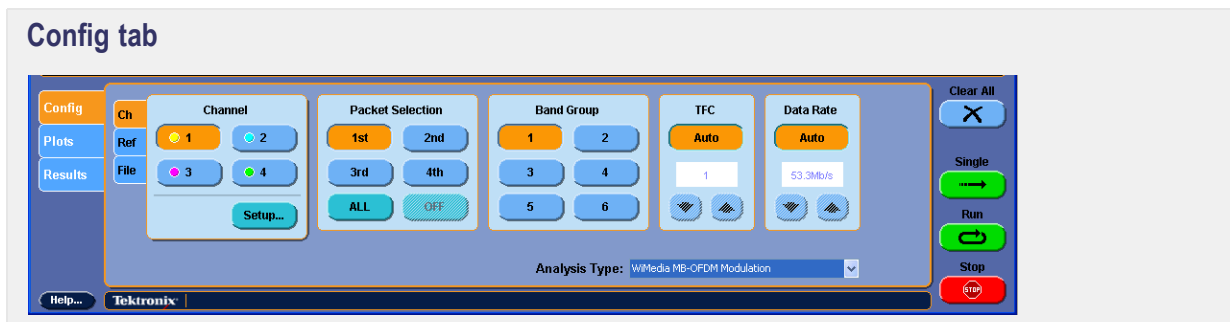 Config tab
Clear All
Config
Plots
Results
Ch
Ref
File
Channel
1
2
3
4
Setup...
Packet Selection
1st
2nd
3rd
4th
ALL
OFF
Band Group
1
2
3
4
5
6
TFC
Auto
1
Data Rate
Auto
53.3Mb/s
Analysis Type: WiMedia MB-OFDM Modulation
Single
Run
Stop
STOP
Help...
Tektronix